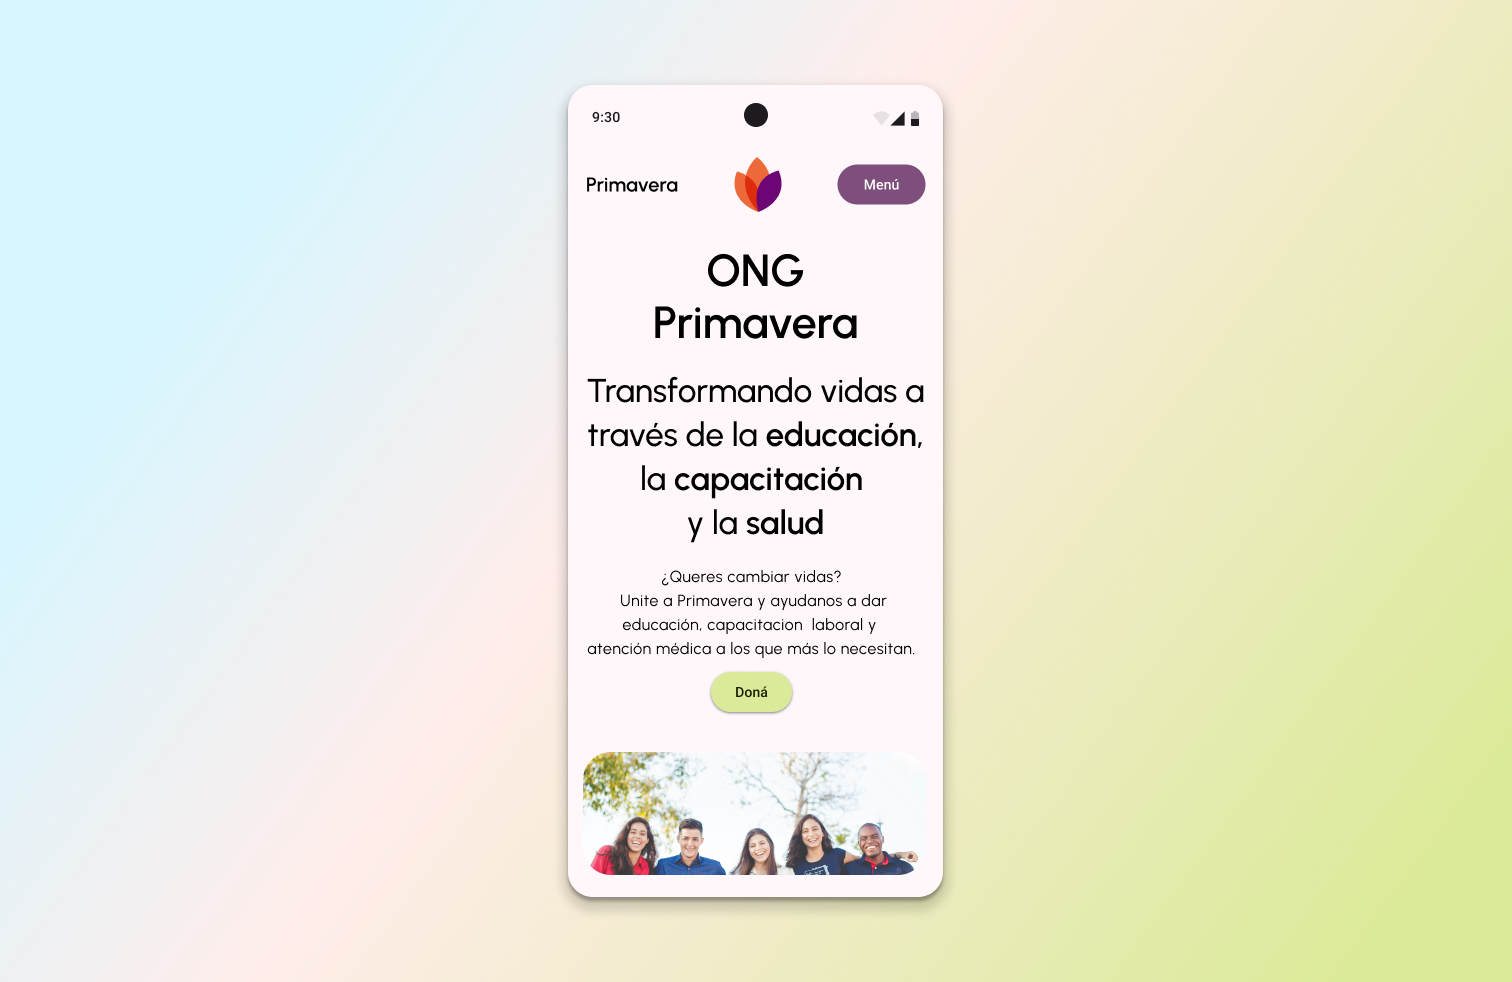 9:30
Primavera
Menú
ONG
Primavera
Transformando vidas a
través de la educación,
la capacitación
y la salud
¿Queres cambiar vidas?
Unite a Primavera y ayudanos a dar
educación, capacitacion  laboral y
atención médica a los que más lo necesitan.
Doná